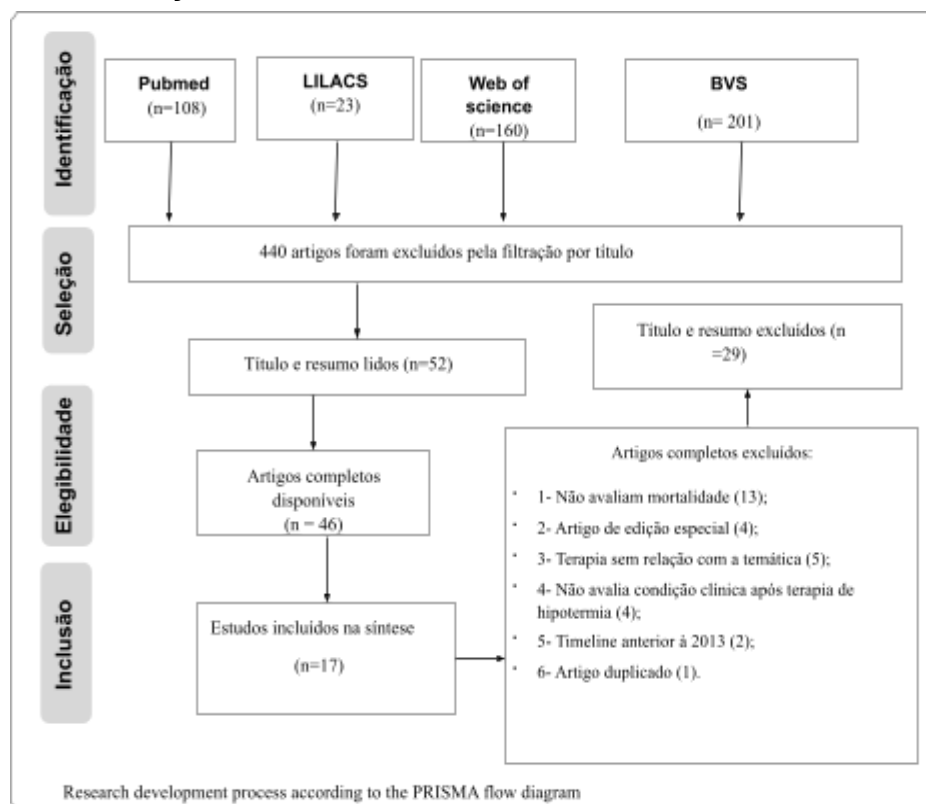 Identificação
Pubmed
(n=108)
LILACS
(n=23)
Web of
science
(n=160)
BVS
(n= 201)
Seleção
440 artigos foram excluídos pela filtração por título
Título e resumo lidos (n=52)
Título e resumo excluídos (n
=29)
Elegibilidade
Artigos completos
disponíveis
(n = 46)
Artigos completos excluídos:
1- Não avaliam mortalidade (13);
2- Artigo de edição especial (4);
3- Terapia sem relação com a temática (5);
4- Não avalia condição clínica após terapia de
hipotermia (4);
5- Timeline anterior à 2013 (2);
6- Artigo duplicado (1).
Inclusão
Estudos incluídos na síntese
(n=17)
Research development process according to the PRISMA flow diagram